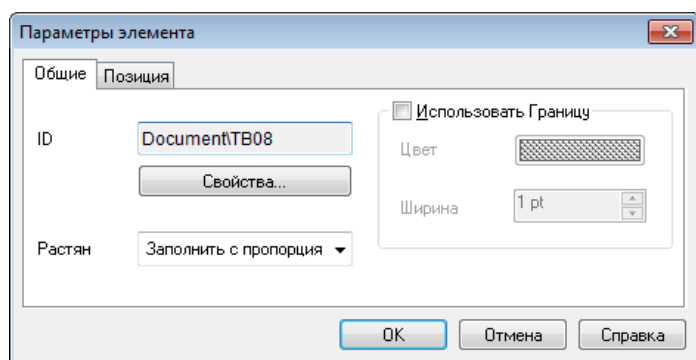 Параметры элемента
Общие
Позиция
ID
Document\TB08
Свойства...
Растян
Заполнить с пропорция
Использовать Границу
Цвет
Ширина
1 pt
OK
Отмена
Справка